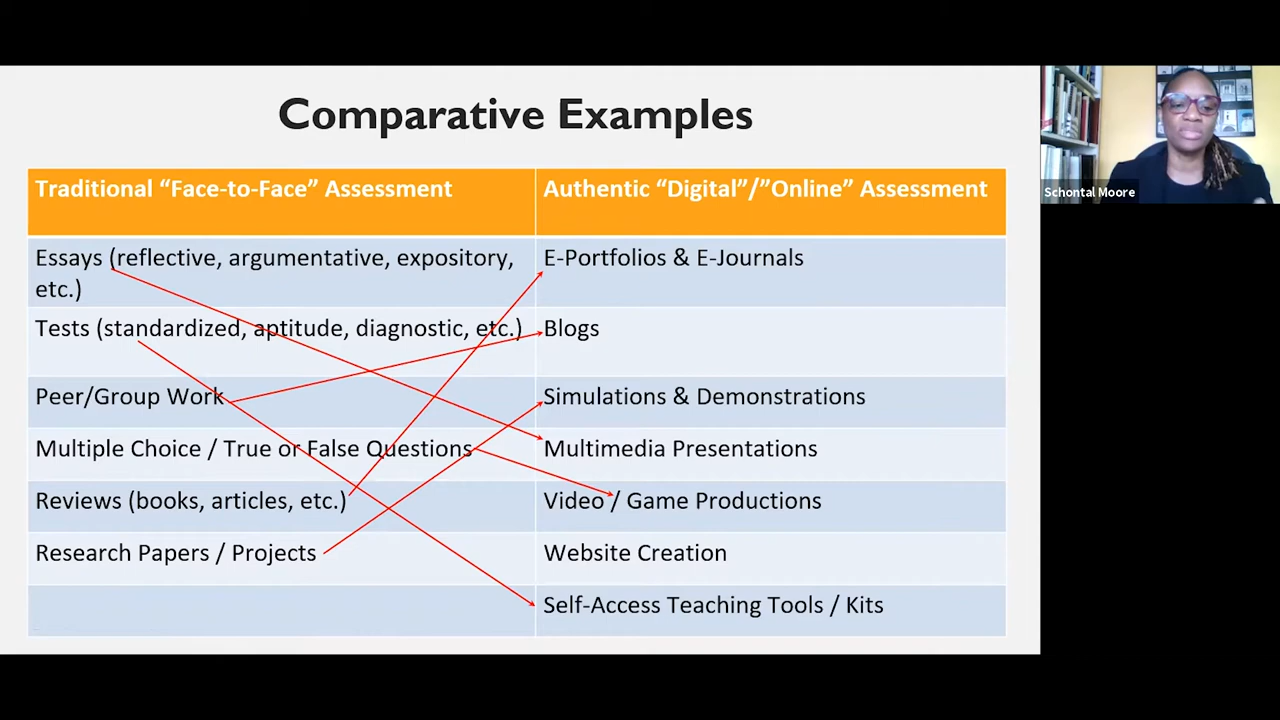 Comparative Examples
Schontal Moore
Traditional “Face-to-Face” Assessment
Authentic “Digital”/”Online” Assessment
Essays (reflective, argumentative, expository,
etc.)
E-Portfolios & E-Journals
Tests (standardized, aptitude, diagnostic, etc.)
Blogs
Peer/Group Work
Simulations & Demonstrations
Multiple Choice / True or False Questions
Multimedia Presentations
Reviews (books, articles, etc.)
Video / Game Productions
Research Papers / Projects
Website Creation
Self-Access Teaching Tools / Kits